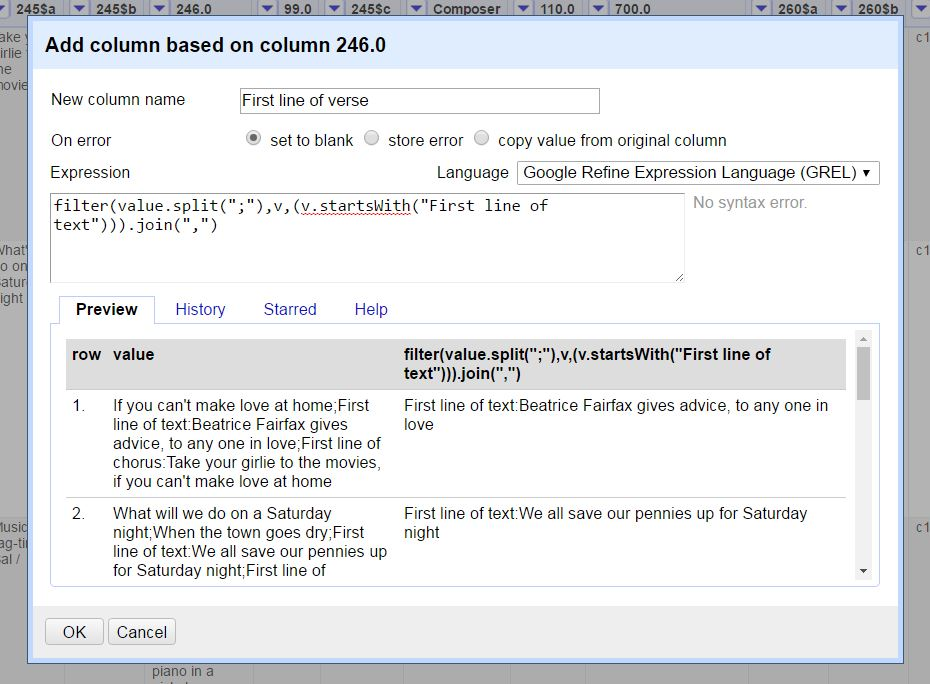 245$a 245$b 246.0 99.0 245$c Composer 110.0 700.0 260$a 260$b
Add column based on column 246.0
New column name First line of verse
On error set to blank store error copy value from original column
Expression Language Google Refine Expression Language (GREL)
filter(value.split(";"),v,(v.startsWith("First line of
text"))).join(",")
No syntax error.
Preview History Starred Help
row value
filter(value.split(";"),v,(v.startsWith("First line of
text"))).join(",")
1.
If you can't make love at home;First
line of text:Beatrice Fairfax gives
advice, to any one in love;First line of
chorus:Take your girlie to the movies,
if you can't make love at home
First line of text:Beatrice Fairfax gives advice, to any one in
love
2.
What will we do on a Saturday
night;When the town goes dry;First
line of text:We all save our pennies up
for Saturday night;First line of
First line of text:We all save our pennies up for Saturday
night
OK Cancel
piano in a